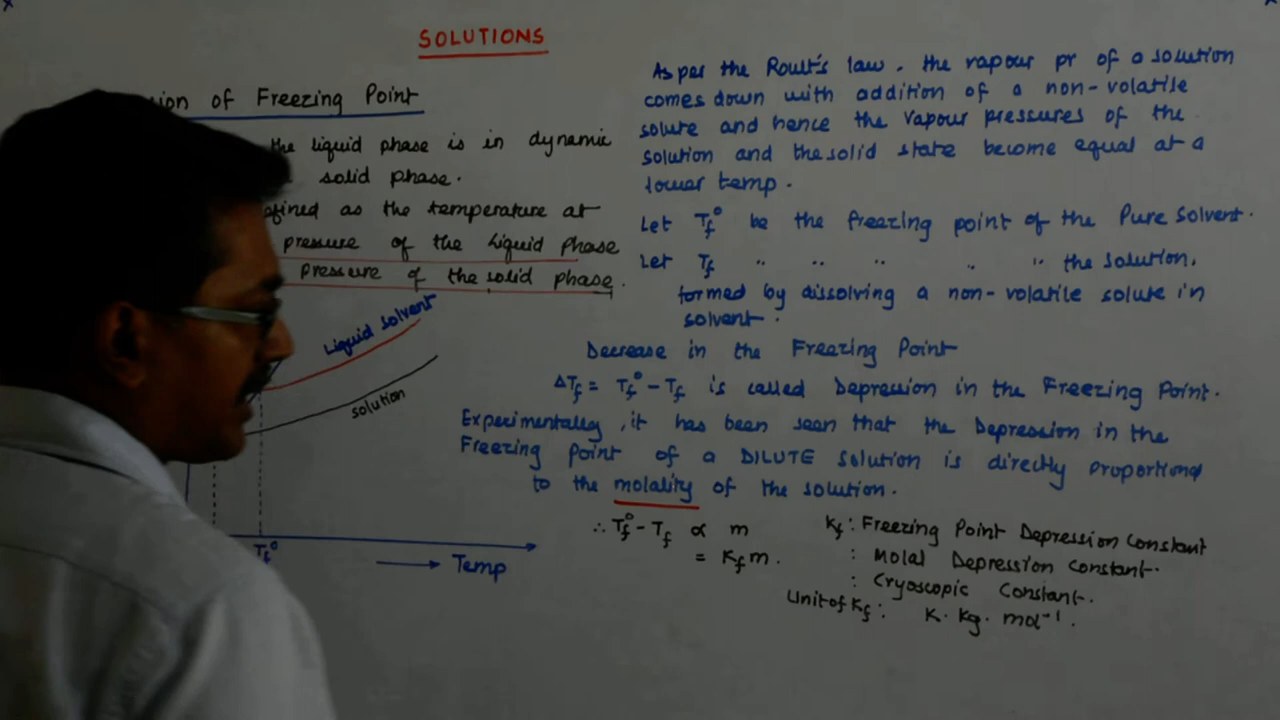 SOLUTIONS
sion of Freezing Point
the liquid phase is in dynamic
solid phase.
fined as the temperature at
pressure of the liquid phase
pressure of the solid phase.
Liquid solvent
solution
Tf°
Temp
As per the Roult's law, the vapour pr of a solution
comes down with addition of a non-volatile
solute and hence the vapour pressures of the
solution and the solid state become equal at a
lower temp.
Let Tf° be the freezing point of the Pure Solvent.
Let Tf " " " " " the solution,
formed by dissolving a non-volatile solute in
solvent.
Decrease in the Freezing Point
ΔTf = Tf° - Tf is called Depression in the Freezing Point.
Experimentally, it has been seen that the Depression in the
Freezing Point of a DILUTE solution is directly proportional
to the molality of the solution.
∴ Tf° - Tf ∝ m
= Kf m.
Kf : Freezing Point Depression Constant
: Molal Depression Constant.
: Cryoscopic Constant.
Unit of Kf : K. Kg. mol⁻¹.